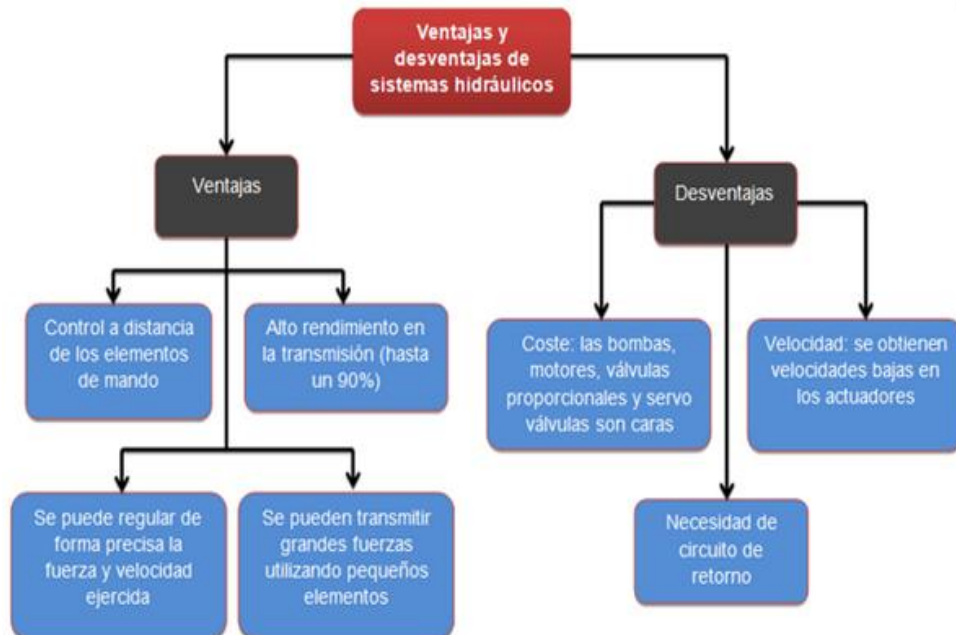 Ventajas y
desventajas de
sistemas hidráulicos
Ventajas
Desventajas
Control a distancia
de los elementos
de mando
Alto rendimiento en
la transmisión (hasta
un 90%)
Coste: las bombas,
motores, válvulas
proporcionales y servo
válvulas son caras
Velocidad: se obtienen
velocidades bajas en
los actuadores
Se puede regular de
forma precisa la
fuerza y velocidad
ejercida
Se pueden transmitir
grandes fuerzas
utilizando pequeños
elementos
Necesidad de
circuito de
retorno